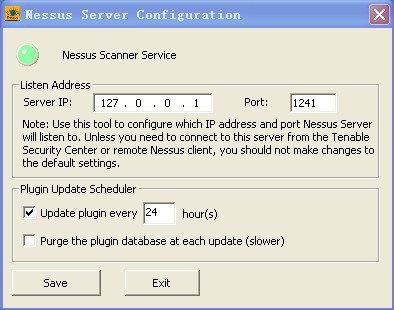 Nessus Server Configuration
Nessus Scanner Service
Listen Address
Server IP: 127 . 0 . 0 . 1 Port: 1241
Note: Use this tool to configure which IP address and port Nessus Server
will listen to. Unless you need to connect to this server from the Tenable
Security Center or remote Nessus client, you should not make changes to
the default settings.
Plugin Update Scheduler
Update plugin every 24 hour(s)
Purge the plugin database at each update (slower)
Save Exit